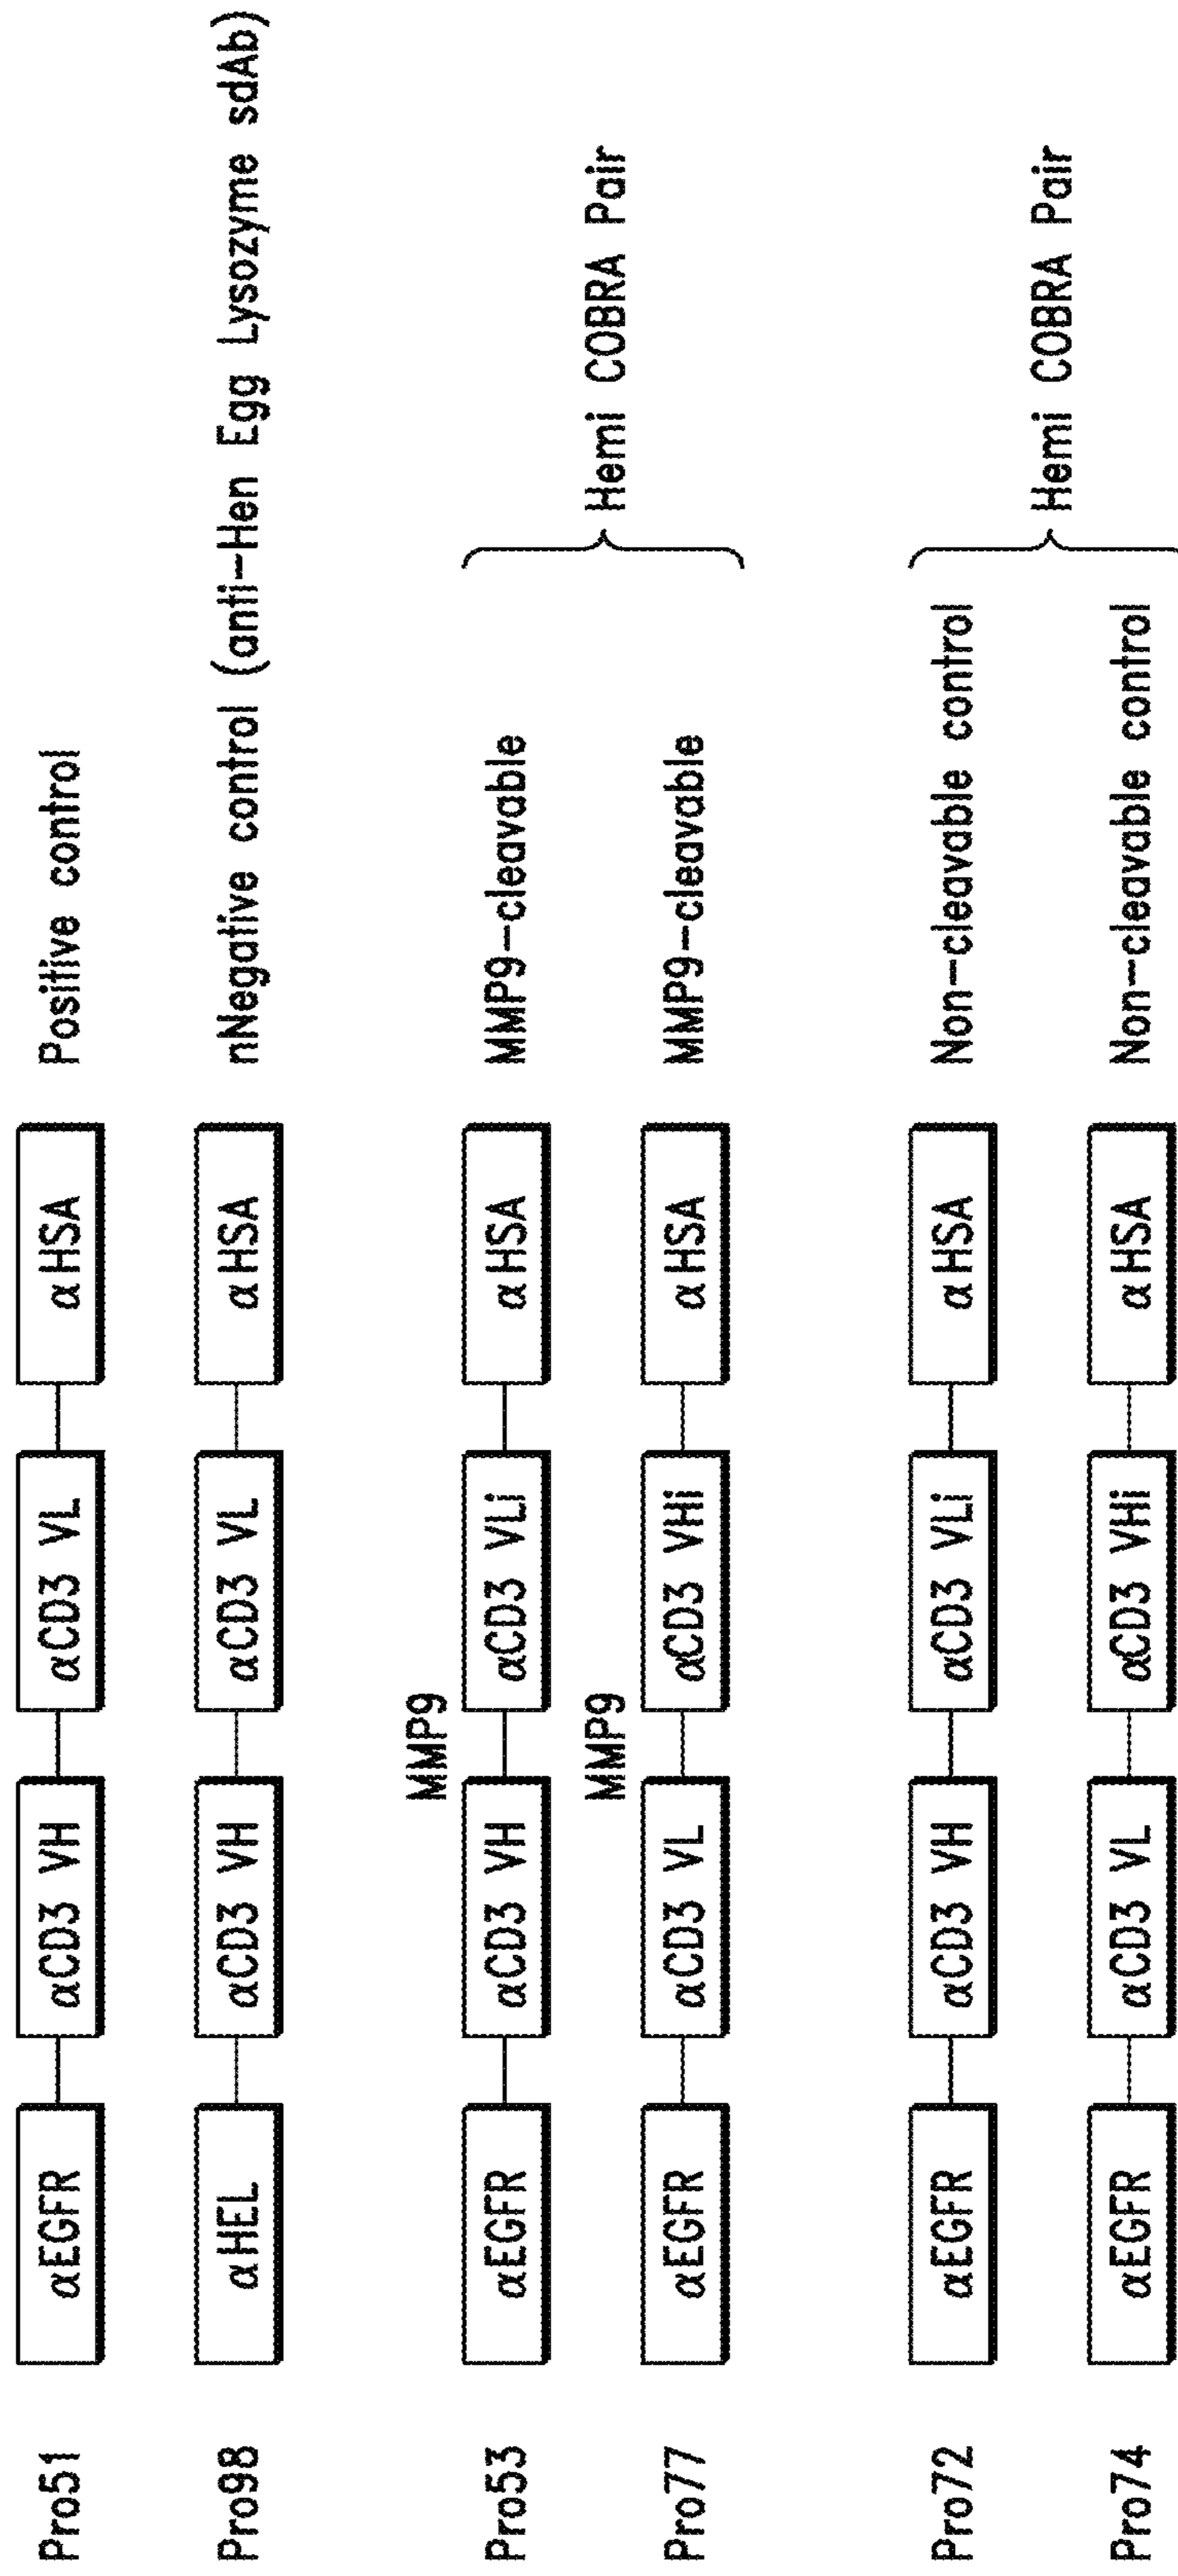 Pro51 αEGFR αCD3 VH αCD3 VL αHSA Positive control
Pro98 αHEL αCD3 VH αCD3 VL αHSA nNegative control (anti-Hen Egg Lysozyme sdAb)
MMP9
Pro53 αEGFR αCD3 VH αCD3 VLi αHSA MMP9-cleavable
Hemi COBRA Pair
MMP9
Pro77 αEGFR αCD3 VL αCD3 VHi αHSA MMP9-cleavable
Pro72 αEGFR αCD3 VH αCD3 VLi αHSA Non-cleavable control
Hemi COBRA Pair
Pro74 αEGFR αCD3 VL αCD3 VHi αHSA Non-cleavable control